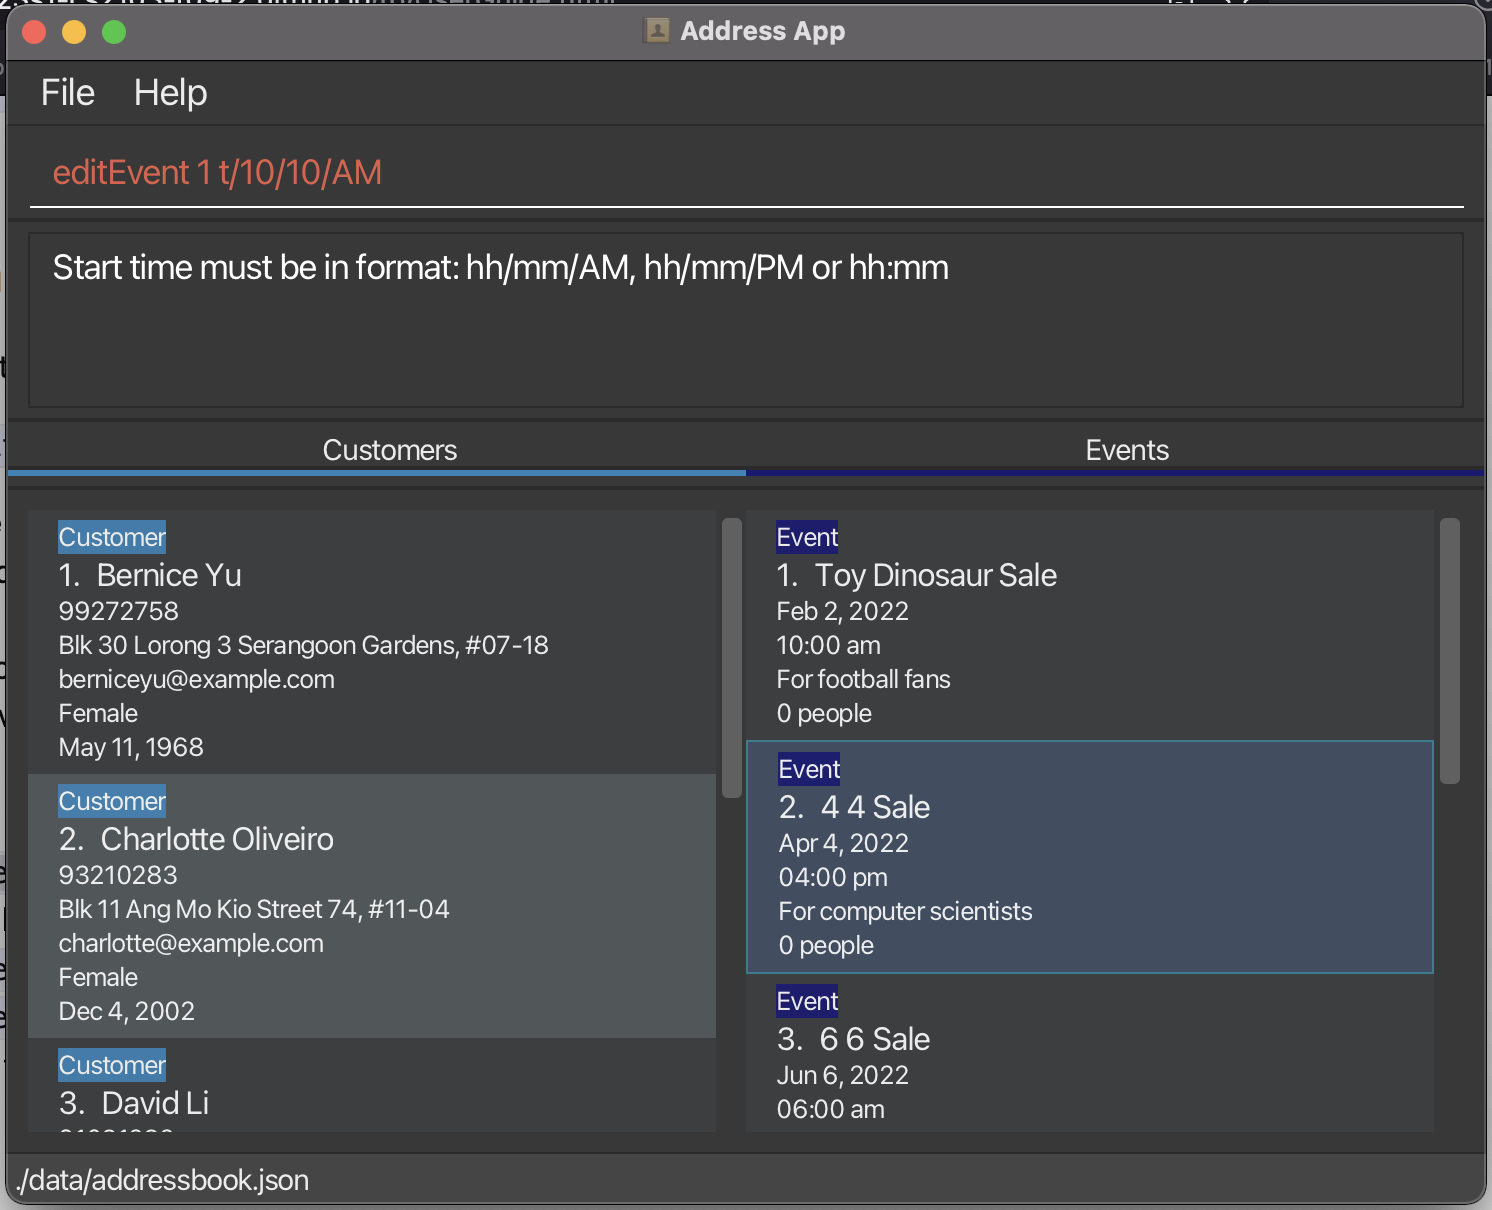 Address App
File Help
editEvent 1 t/10/10/AM
Start time must be in format: hh/mm/AM, hh/mm/PM or hh:mm
Customers Events
Customer
1. Bernice Yu
99272758
Blk 30 Lorong 3 Serangoon Gardens, #07-18
berniceyu@example.com
Female
May 11, 1968
Customer
2. Charlotte Oliveiro
93210283
Blk 11 Ang Mo Kio Street 74, #11-04
charlotte@example.com
Female
Dec 4, 2002
Customer
3. David Li
Event
1. Toy Dinosaur Sale
Feb 2, 2022
10:00 am
For football fans
0 people
Event
2. 4 4 Sale
Apr 4, 2022
04:00 pm
For computer scientists
0 people
Event
3. 6 6 Sale
Jun 6, 2022
06:00 am
./data/addressbook.json